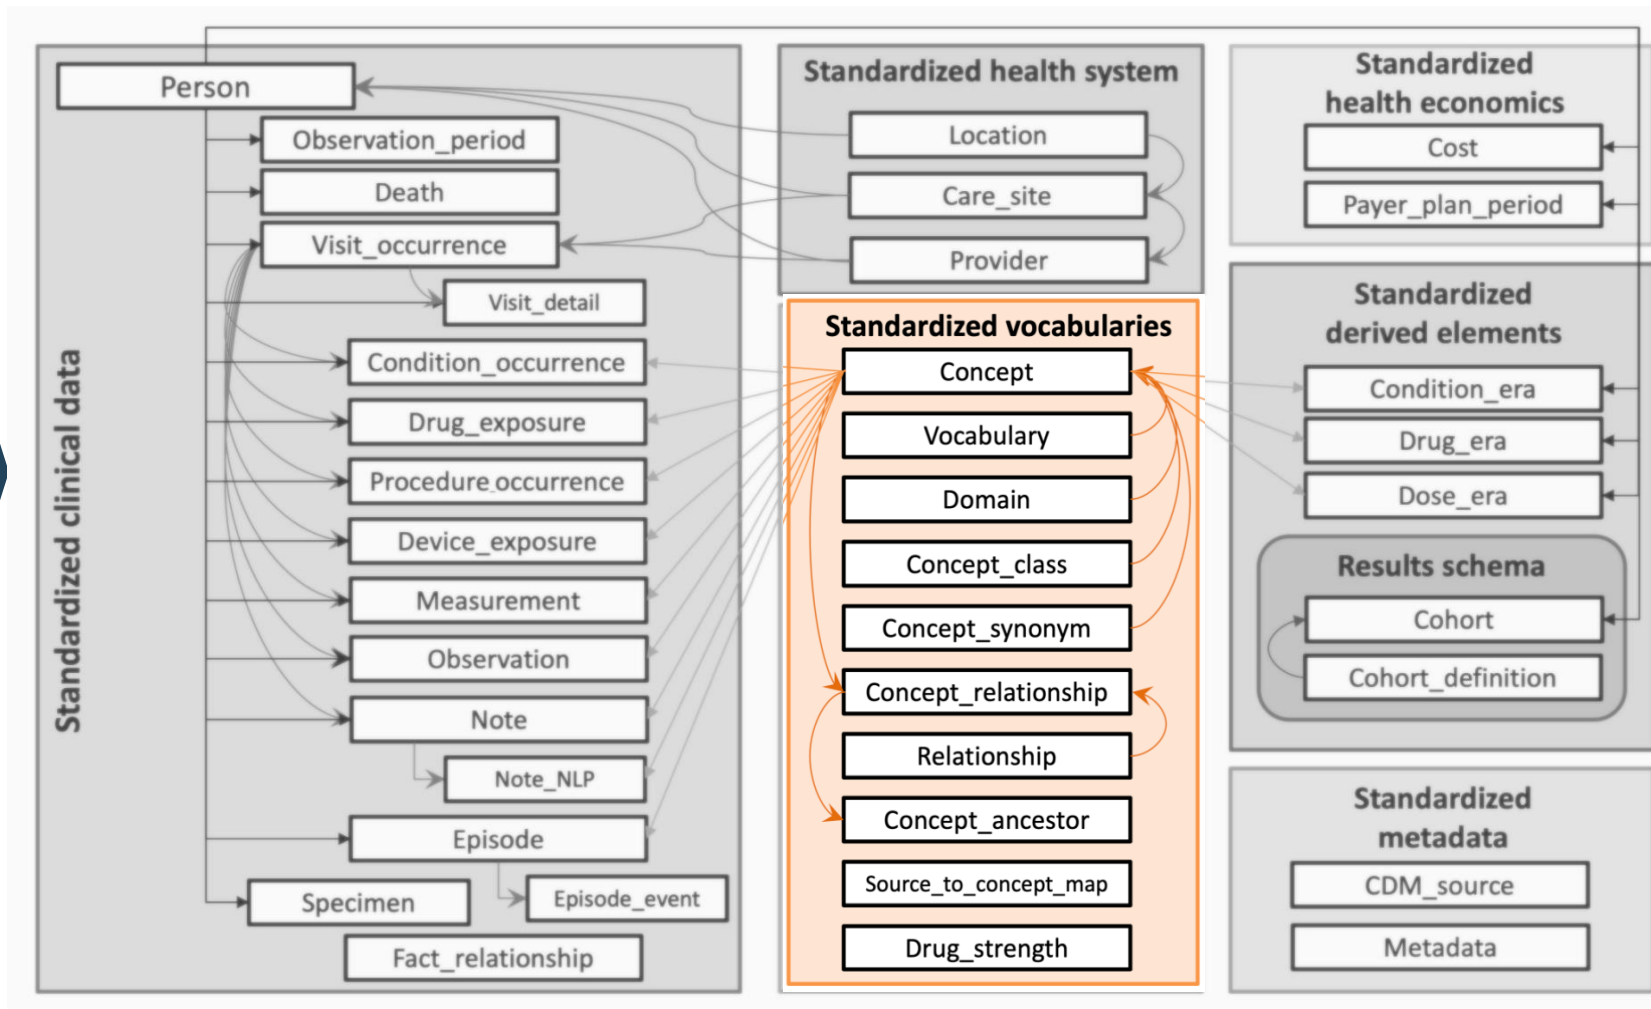 Standardized clinical data
Person
Observation_period
Death
Visit_occurrence
Visit_detail
Condition_occurrence
Drug_exposure
Procedure_occurrence
Device_exposure
Measurement
Observation
Note
Note_NLP
Episode
Episode_event
Specimen
Fact_relationship
Standardized health system
Location
Care_site
Provider
Standardized vocabularies
Concept
Vocabulary
Domain
Concept_class
Concept_synonym
Concept_relationship
Relationship
Concept_ancestor
Source_to_concept_map
Drug_strength
Standardized
health economics
Cost
Payer_plan_period
Standardized
derived elements
Condition_era
Drug_era
Dose_era
Results schema
Cohort
Cohort_definition
Standardized
metadata
CDM_source
Metadata